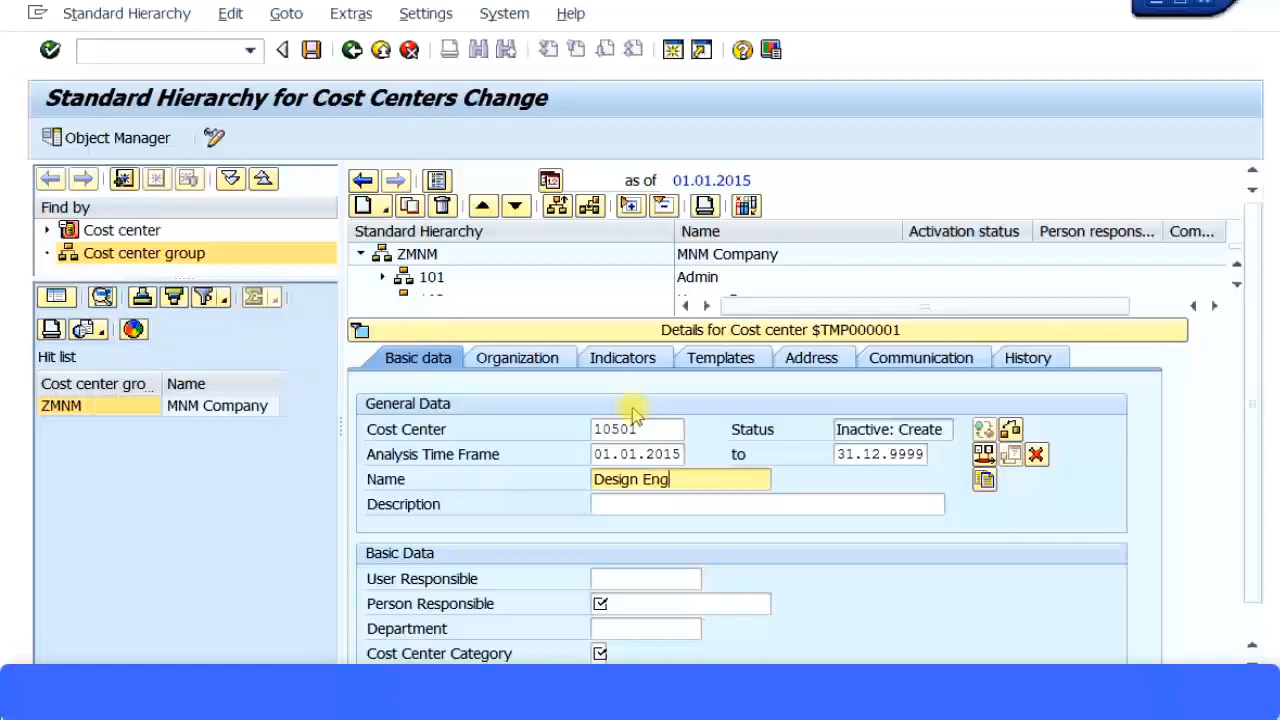 Standard Hierarchy Edit Goto Extras Settings System Help
Standard Hierarchy for Cost Centers Change
Object Manager
Find by
Cost center
Cost center group
Hit list
Cost center gro... Name
ZMNM MNM Company
as of 01.01.2015
Standard Hierarchy Name Activation status Person respons... Com...
ZMNM MNM Company
101 Admin
Details for Cost center $TMP000001
Basic data Organization Indicators Templates Address Communication History
General Data
Cost Center 10501 Status Inactive: Create
Analysis Time Frame 01.01.2015 to 31.12.9999
Name Design Eng
Description
Basic Data
User Responsible
Person Responsible
Department
Cost Center Category